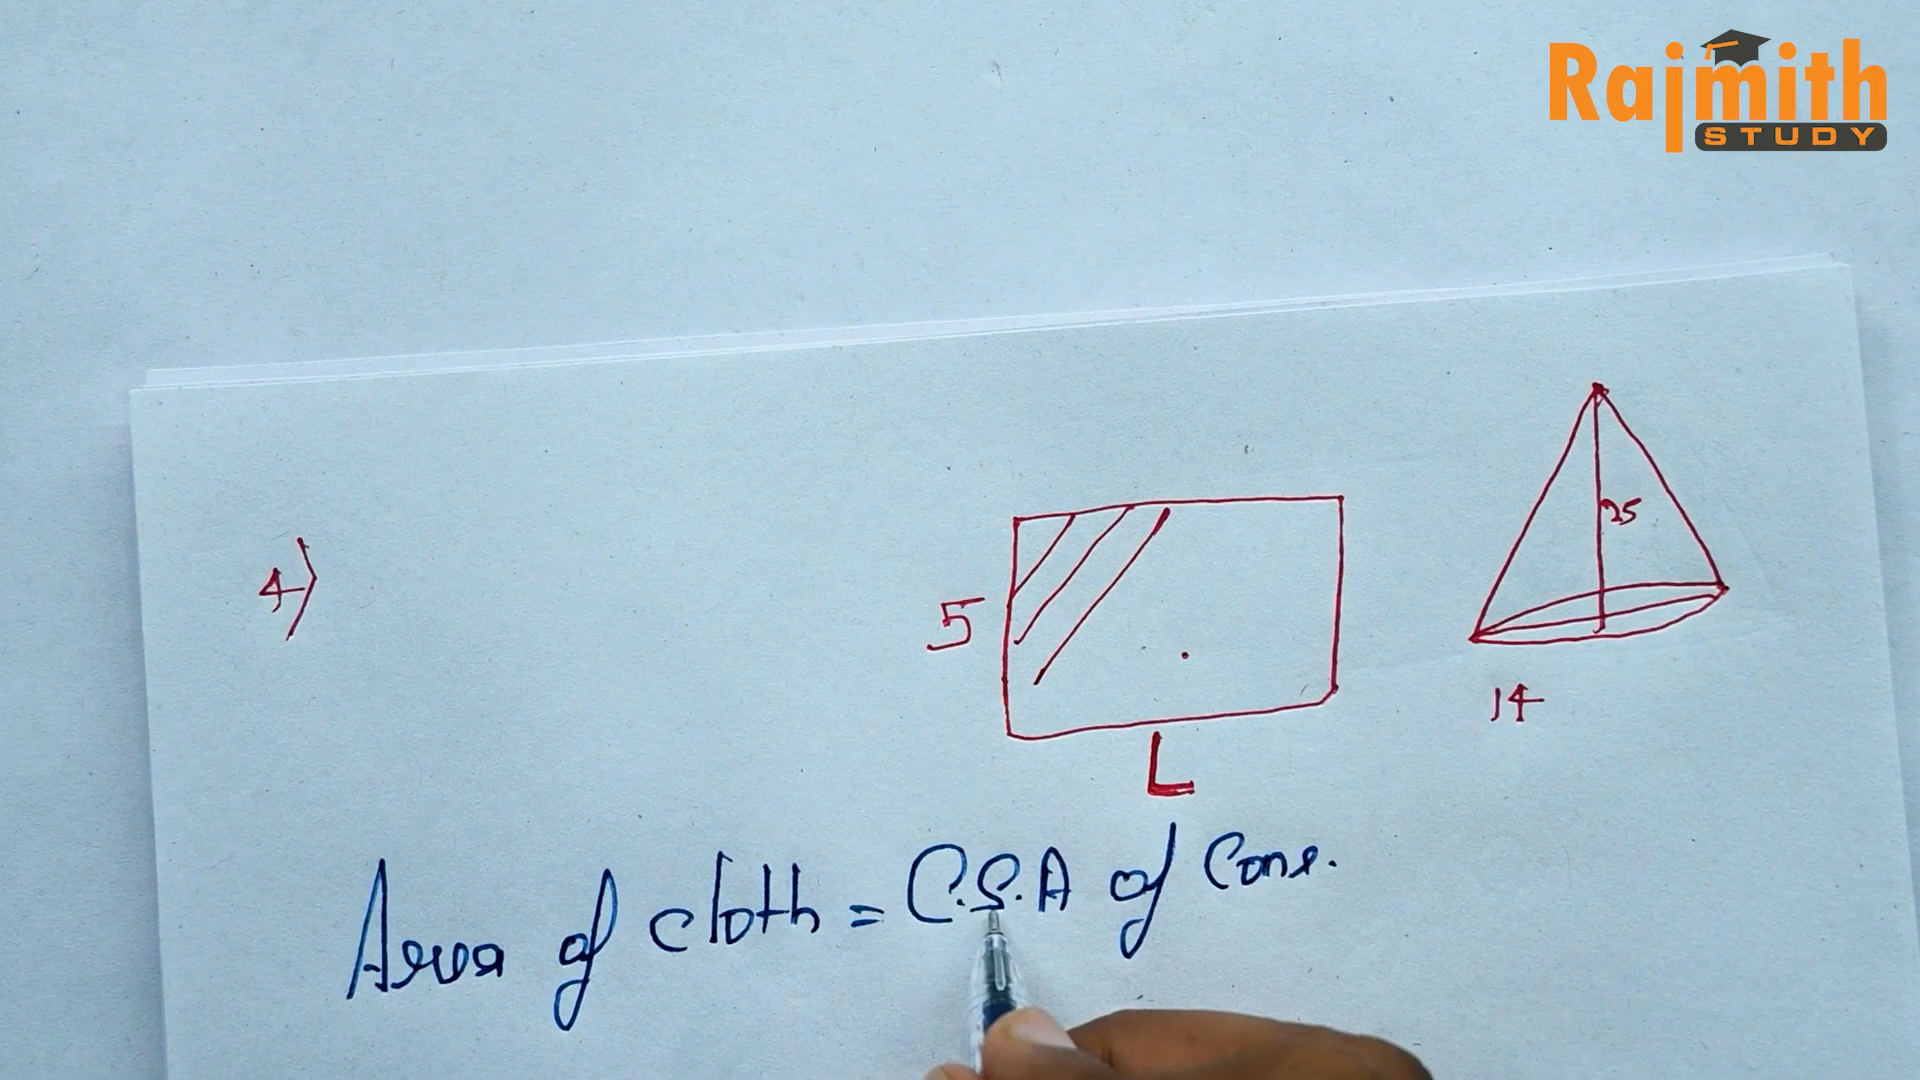 Rajmith
STUDY
4)
5
25
14
L
Area of cloth = C.S.A of Cone.